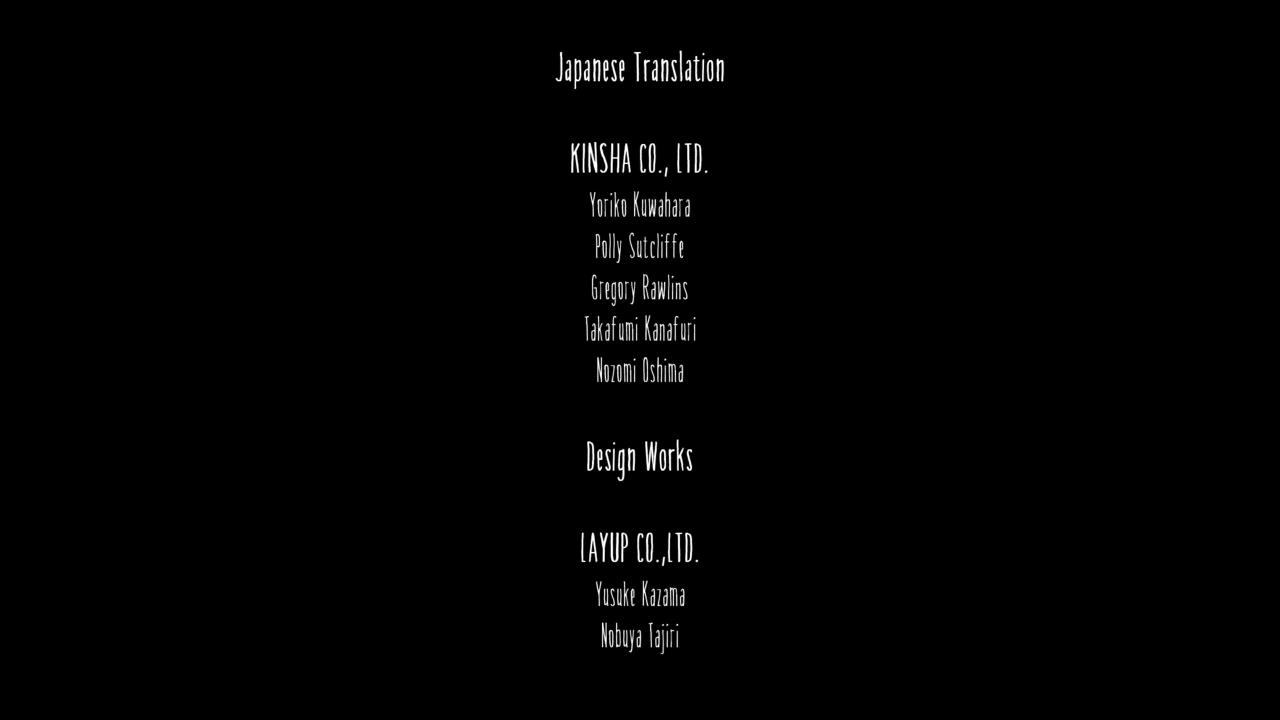 Japanese Translation
KINSHA CO., LTD.
Yoriko Kuwahara
Polly Sutcliffe
Gregory Rawlins
Takafumi Kanafuri
Nozomi Oshima
Design Works
LAYUP CO.,LTD.
Yusuke Kazama
Nobuya Tajiri